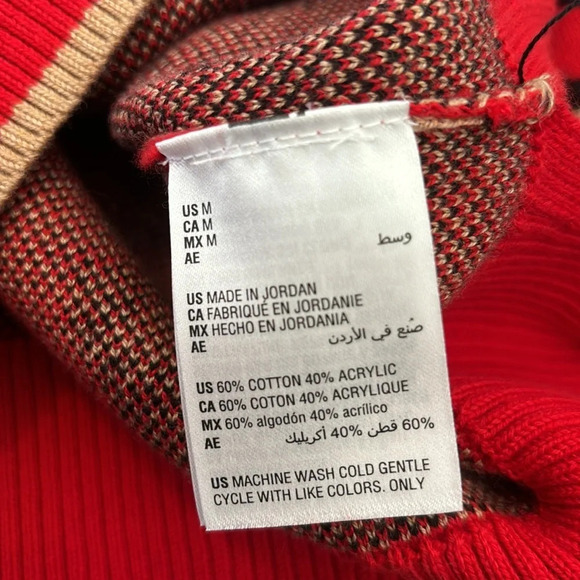 US M
CA M
MX M
AE وسط
US MADE IN JORDAN
CA FABRIQUÉ EN JORDANIE
MX HECHO EN JORDANIA
AE صُنع في الأردن
US 60% COTTON 40% ACRYLIC
CA 60% COTON 40% ACRYLIQUE
MX 60% algodón 40% acrílico
AE 60% قطن 40% أكريليك
US MACHINE WASH COLD GENTLE
CYCLE WITH LIKE COLORS. ONLY